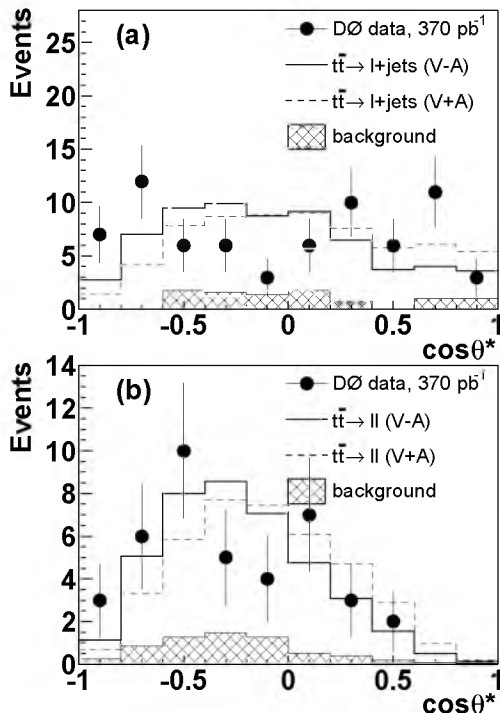 (a)
DØ data, 370 pb⁻¹
tt̄→ l+jets (V-A)
tt̄→ l+jets (V+A)
background
Events
25
20
15
10
5
0
-1 -0.5 0 0.5 1
cosθ*
(b)
DØ data, 370 pb⁻¹
tt̄→ ll (V-A)
tt̄→ ll (V+A)
background
Events
14
12
10
8
6
4
2
0
-1 -0.5 0 0.5 1
cosθ*